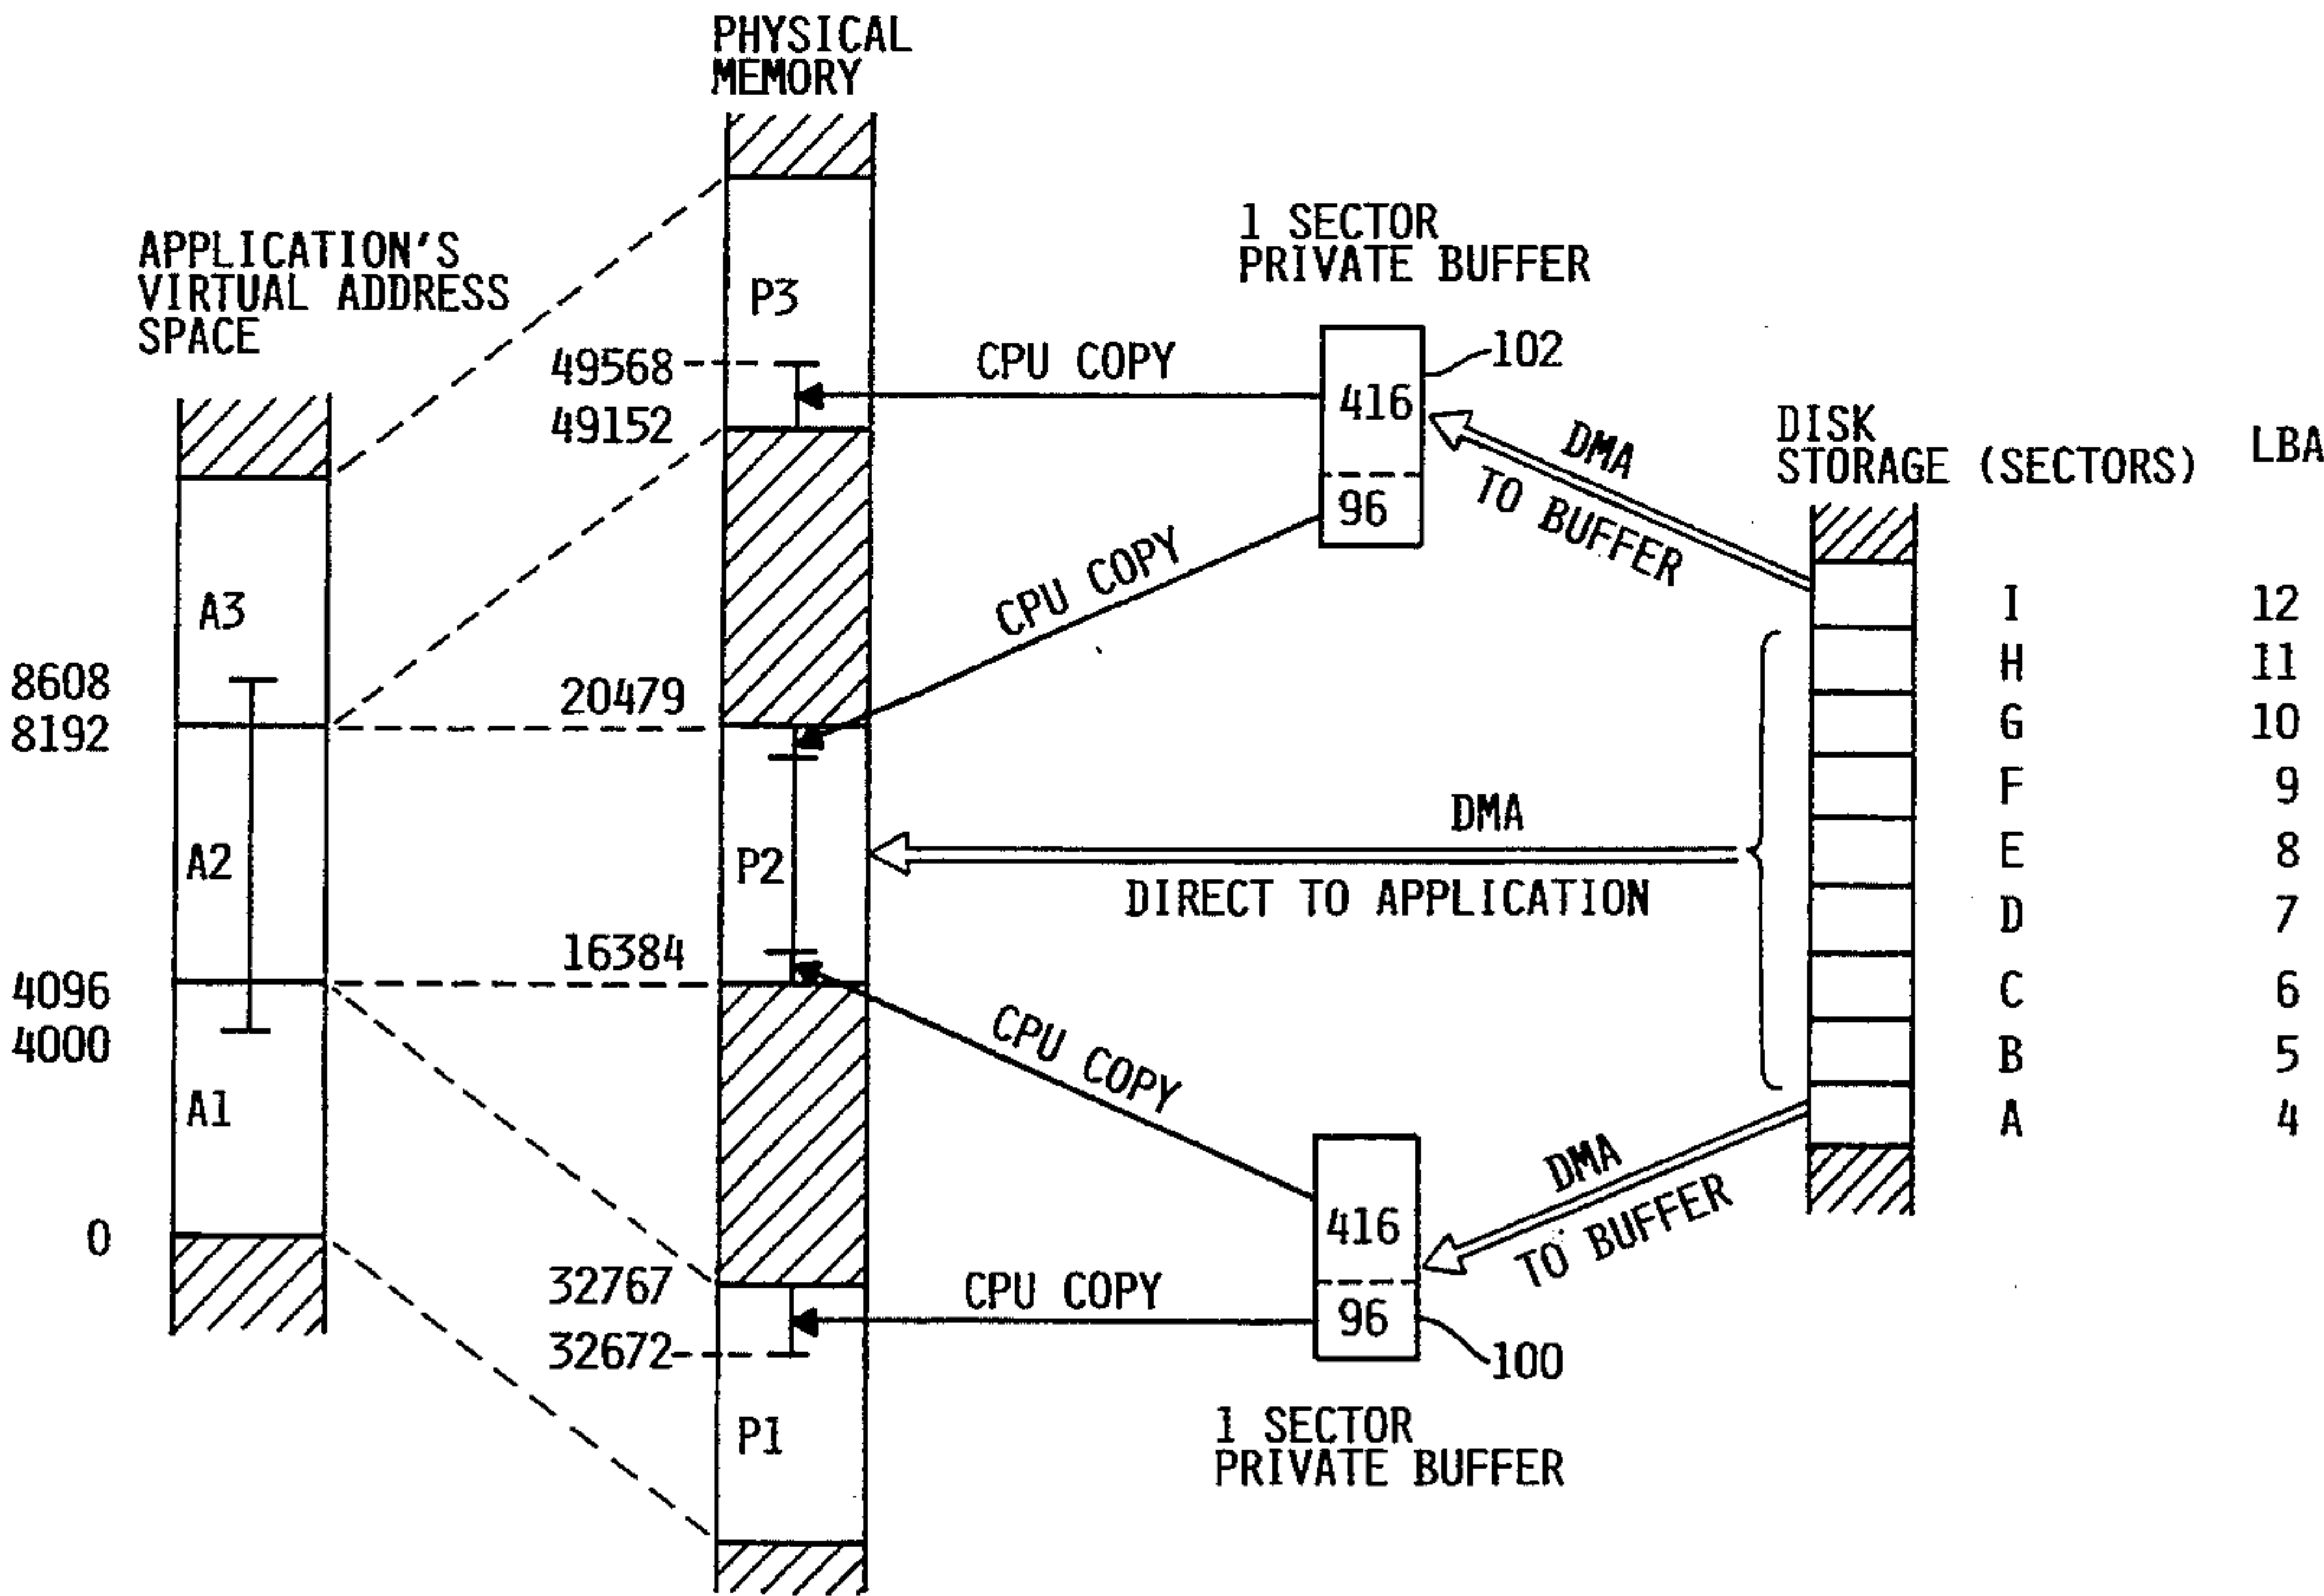 PHYSICAL
MEMORY
APPLICATION'S
VIRTUAL ADDRESS
SPACE
1 SECTOR
PRIVATE BUFFER
P3
49568
CPU COPY
416
102
49152
DMA
TO BUFFER
DISK
STORAGE (SECTORS)
LBA
96
CPU COPY
A3
I 12
H 11
8608
20479
G 10
8192
F 9
DMA
A2
P2
E 8
DIRECT TO APPLICATION
D 7
16384
4096
C 6
4000
CPU COPY
B 5
A1
A 4
DMA
TO BUFFER
416
0
32767
CPU COPY
96
32672
100
P1
1 SECTOR
PRIVATE BUFFER